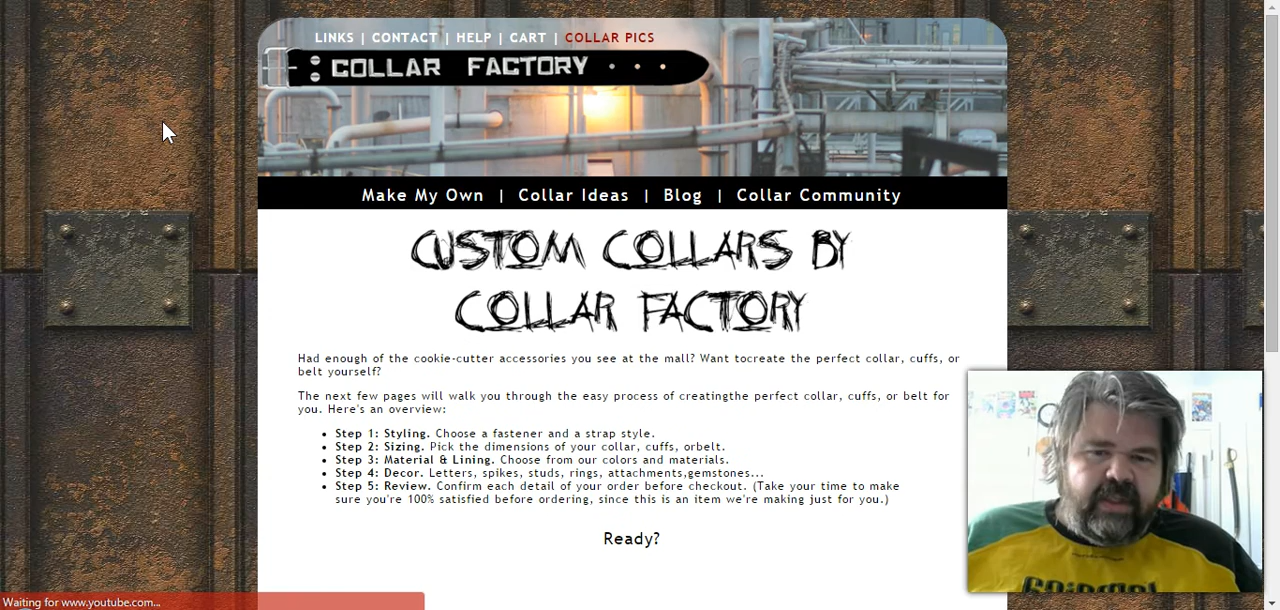 LINKS | CONTACT | HELP | CART | COLLAR PICS
COLLAR FACTORY
Make My Own | Collar Ideas | Blog | Collar Community
CUSTOM COLLARS BY
COLLAR FACTORY
Had enough of the cookie-cutter accessories you see at the mall? Want tocreate the perfect collar, cuffs, or
belt yourself?
The next few pages will walk you through the easy process of creatingthe perfect collar, cuffs, or belt for
you. Here's an overview:
• Step 1: Styling. Choose a fastener and a strap style.
• Step 2: Sizing. Pick the dimensions of your collar, cuffs, orbelt.
• Step 3: Material & Lining. Choose from our colors and materials.
• Step 4: Decor. Letters, spikes, studs, rings, attachments,gemstones...
• Step 5: Review. Confirm each detail of your order before checkout. (Take your time to make
sure you're 100% satisfied before ordering, since this is an item we're making just for you.)
Ready?
Waiting for www.youtube.com...